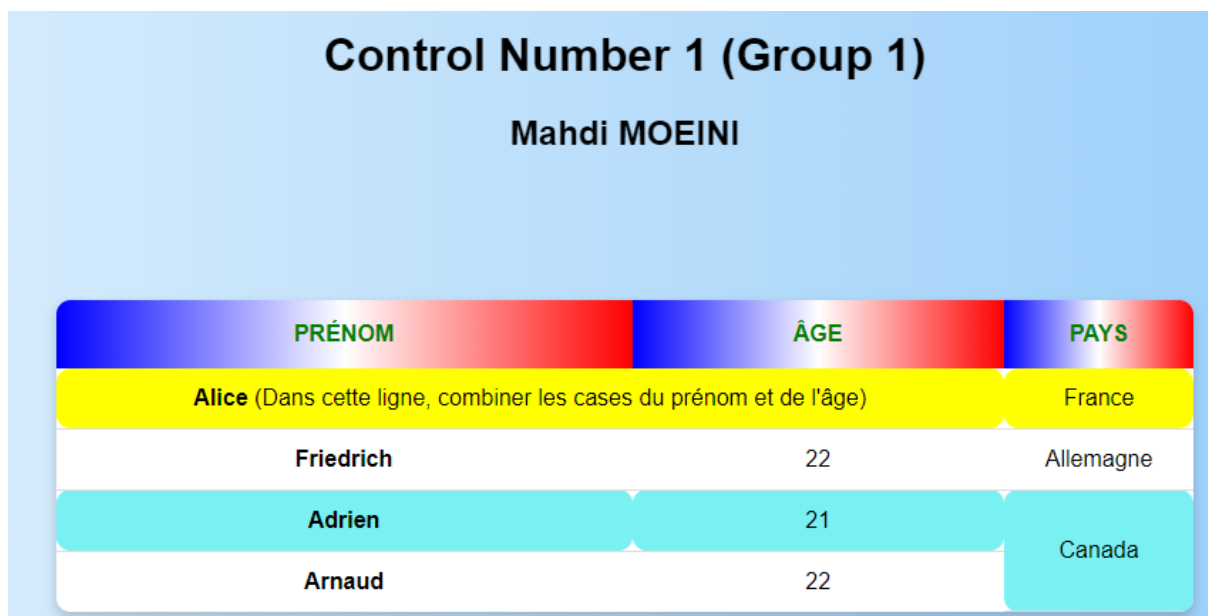 Control Number 1 (Group 1)
Mahdi MOEINI
PRÉNOM ÂGE PAYS
Alice (Dans cette ligne, combiner les cases du prénom et de l'âge) France
Friedrich 22 Allemagne
Adrien 21 Canada
Arnaud 22